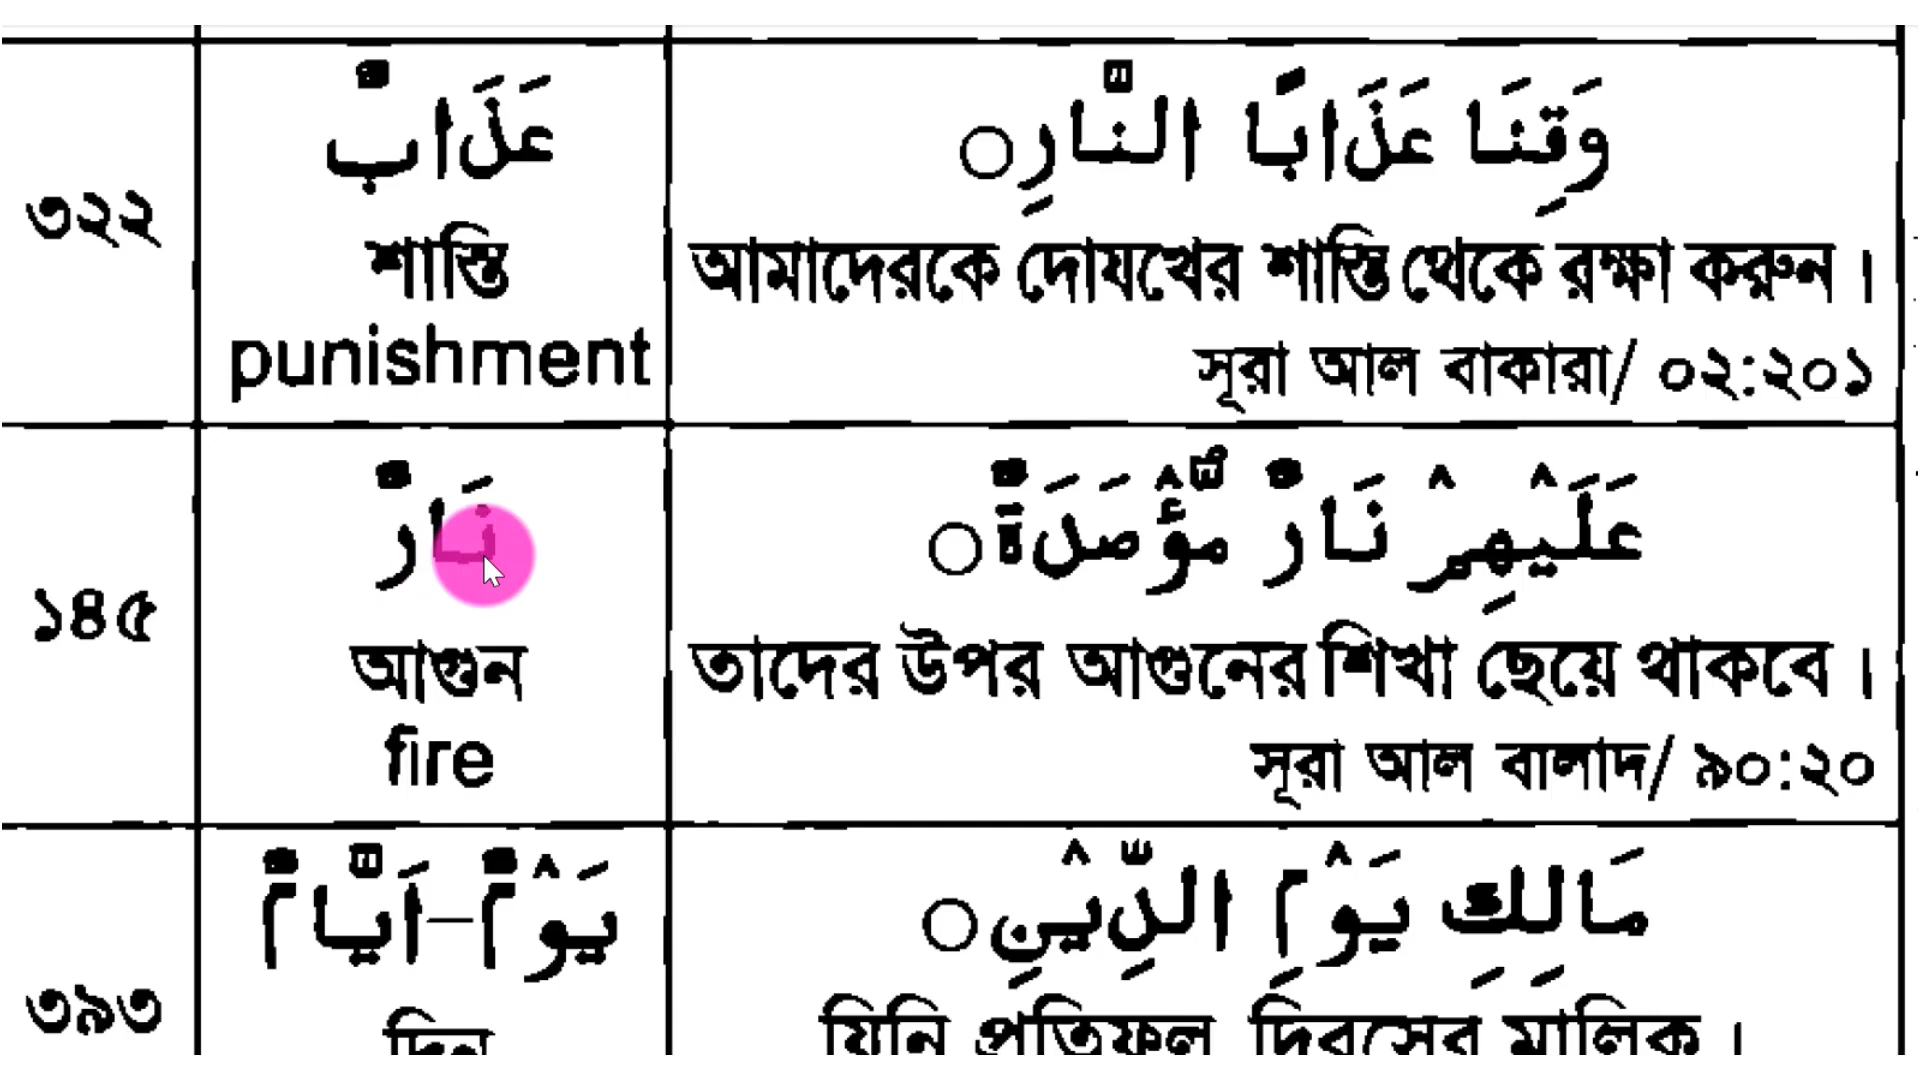 ৩২২
عَذَابٌ
শাস্তি
punishment
وَقِنَا عَذَابًا النَّارِ○
আমাদেরকে দোযখের শাস্তি থেকে রক্ষা করুন।
সূরা আল বাকারা/ ০২:২০১
১৪৫
نَارٌ
আগুন
fire
عَلَيْهِمْ نَارٌ مُّؤْصَدَةٌ○
তাদের উপর আগুনের শিখা ছেয়ে থাকবে।
সূরা আল বালাদ/ ৯০:২০
৩৯৩
يَوْمٌ–اَيَّامٌ
দিন
مَالِكِ يَوْمِ الدِّيْنِ○
যিনি প্রতিফল দিবসের মালিক।